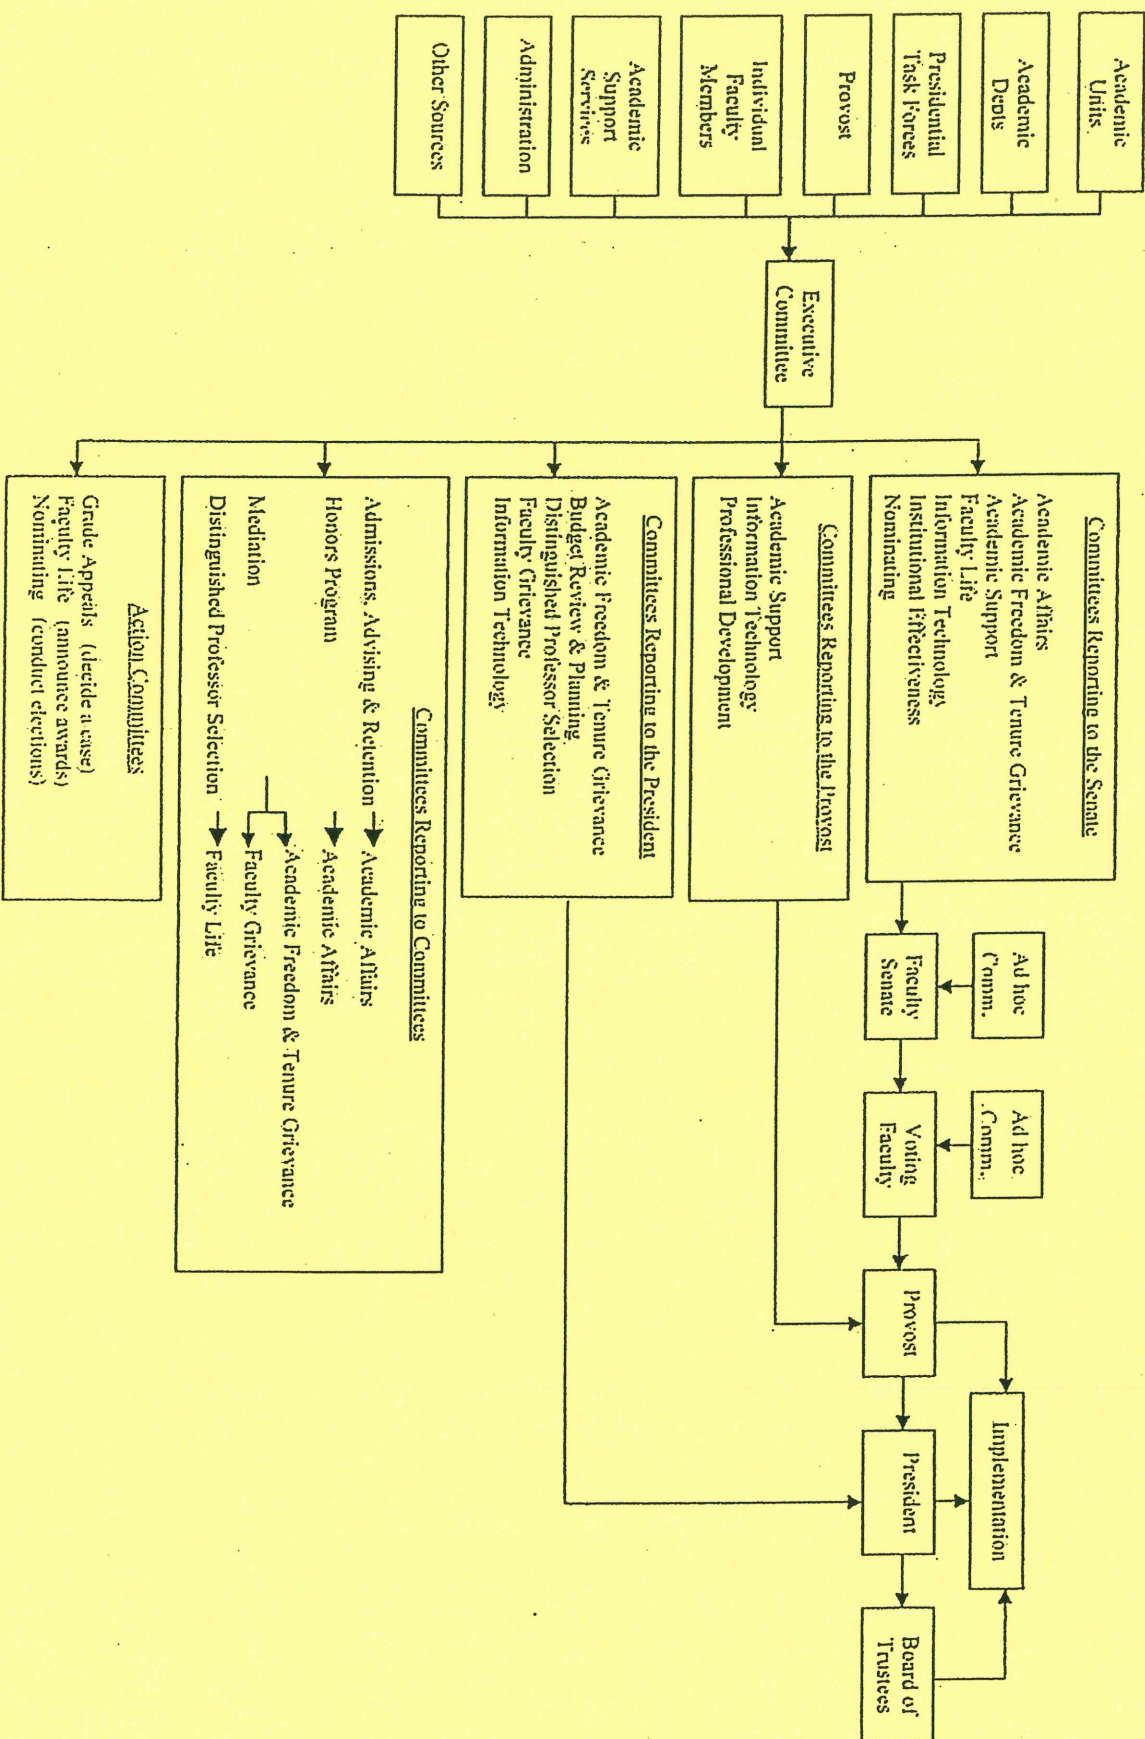 Academic
Units
Academic
Depts
Presidential
Task Forces
Provost
Individual
Faculty
Members
Academic
Support
Services
Administration
Other Sources
Executive
Committee
Committees Reporting to the Senate
Academic Affairs
Academic Freedom & Tenure Grievance
Academic Support
Faculty Life
Information Technology
Institutional Effectiveness
Nominating
Committees Reporting to the Provost
Academic Support
Information Technology
Professional Development
Committees Reporting to the President
Academic Freedom & Tenure Grievance
Budget Review & Planning
Distinguished Professor Selection
Faculty Grievance
Information Technology
Committees Reporting to Committees
Admissions, Advising & Retention → Academic Affairs
Honors Program → Academic Affairs
Mediation
Academic Freedom & Tenure Grievance
Faculty Grievance
Distinguished Professor Selection → Faculty Life
Action Committees
Grade Appeals (decide a case)
Faculty Life (announce awards)
Nominating (conduct elections)
Ad hoc
Comm.
Faculty
Senate
Ad hoc
Comm.
Voting
Faculty
Provost
Implementation
President
Board of
Trustees